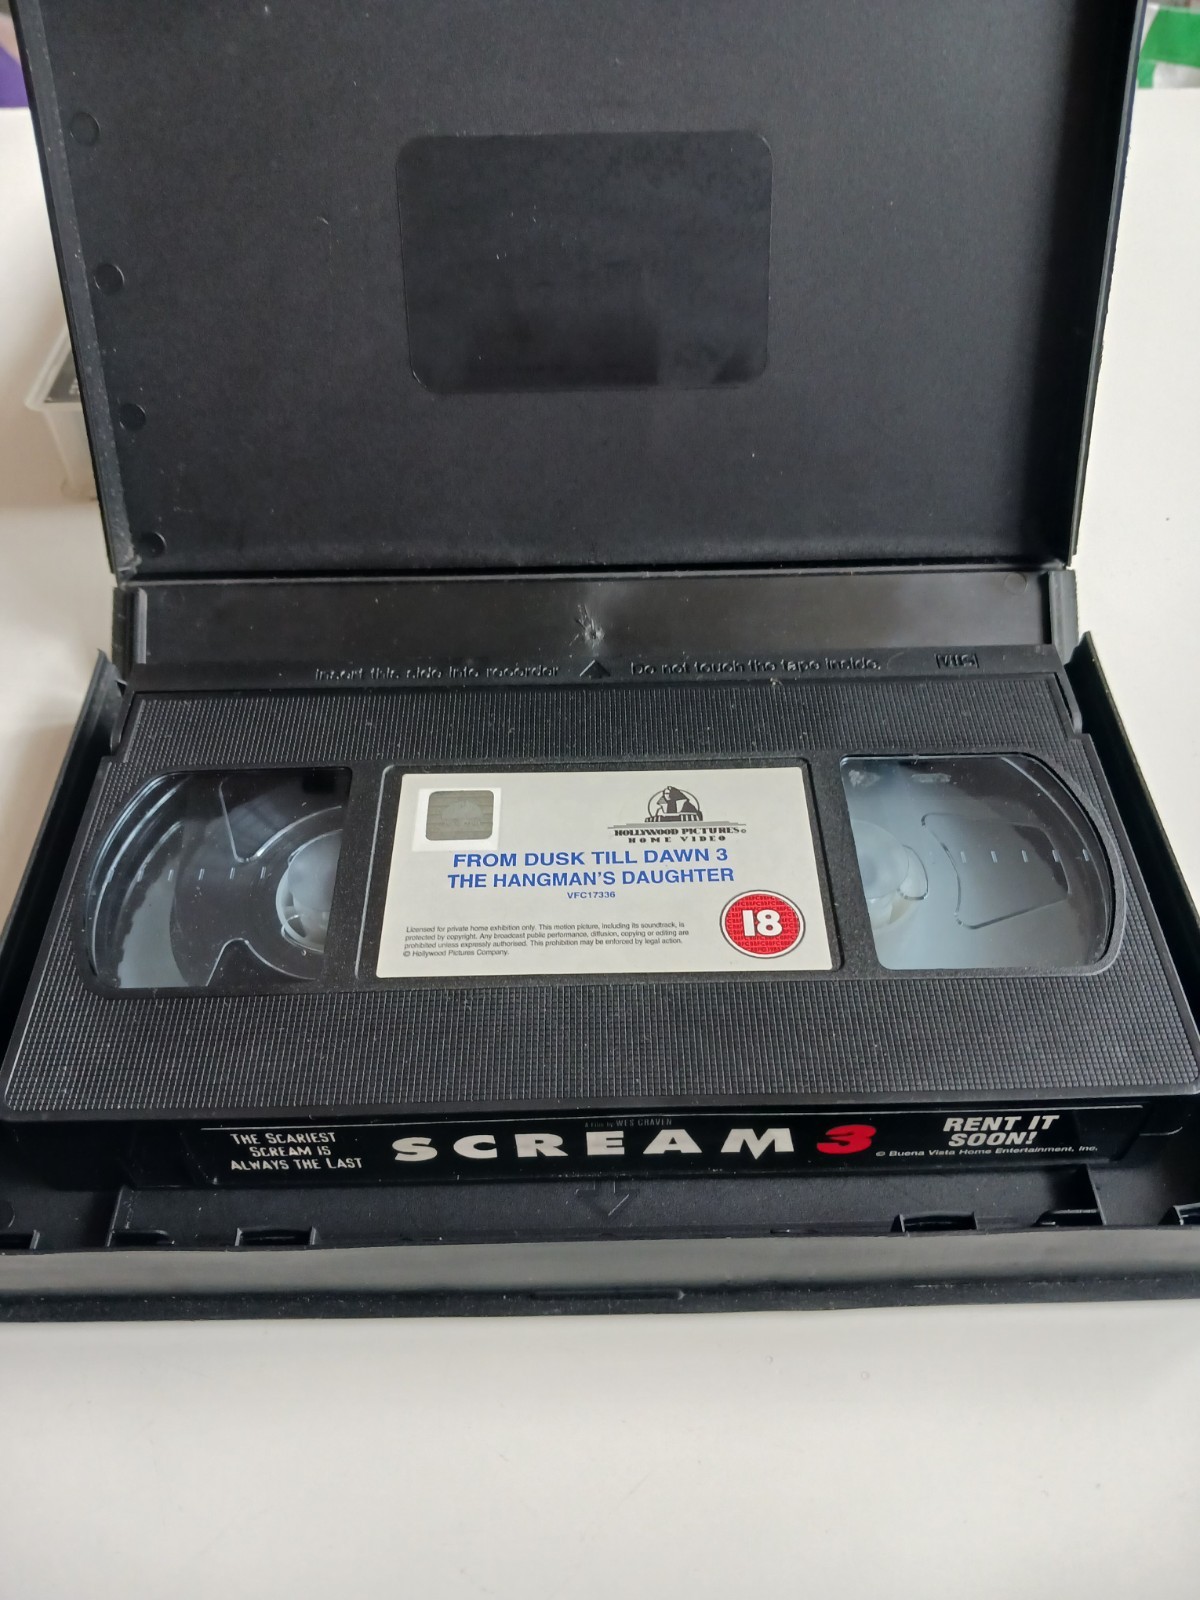 Insert this side into recorder
Do not touch the tape inside.
VHS
HOLLYWOOD PICTURES®
HOME VIDEO
FROM DUSK TILL DAWN 3
THE HANGMAN'S DAUGHTER
VFC17336
18
Licensed for private home exhibition only. This motion picture, including its soundtrack, is
protected by copyright. Any broadcast public performance, diffusion, copying or editing are
prohibited unless expressly authorised. This prohibition may be enforced by legal action.
© Hollywood Pictures Company.
THE SCARIEST
SCREAM IS
ALWAYS THE LAST
A Film by WES CRAVEN
SCREAM 3
RENT IT
SOON!
© Buena Vista Home Entertainment, Inc.